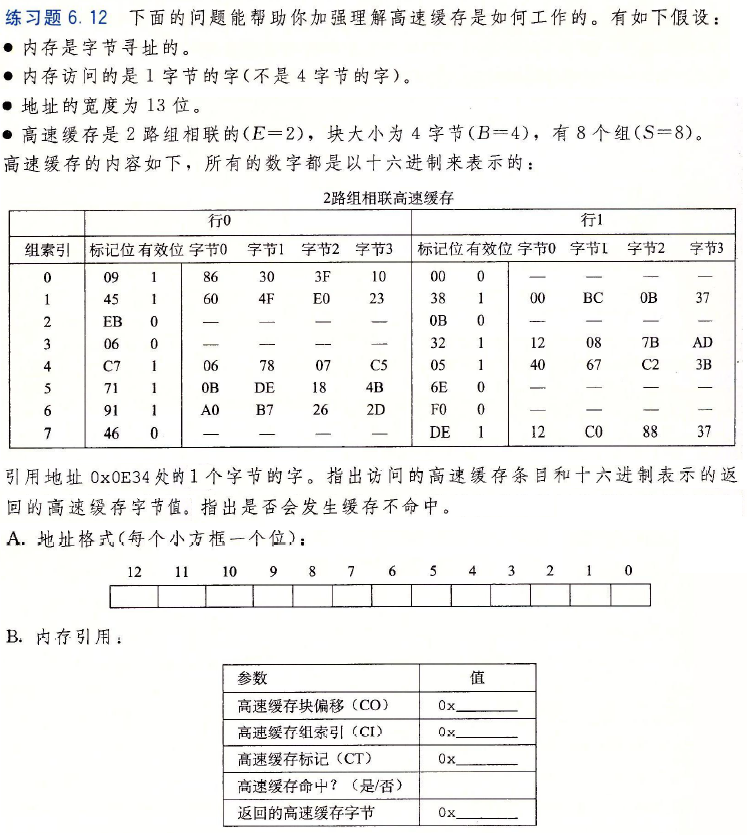 练习题 6.12 下面的问题能帮助你加强理解高速缓存是如何工作的。有如下假设：
● 内存是字节寻址的。
● 内存访问的是 1 字节的字(不是 4 字节的字)。
● 地址的宽度为 13 位。
● 高速缓存是 2 路组相联的(E=2)，块大小为 4 字节(B=4)，有 8 个组(S=8)。
高速缓存的内容如下，所有的数字都是以十六进制来表示的：
2路组相联高速缓存
行0 行1
组索引 标记位 有效位 字节0 字节1 字节2 字节3 标记位 有效位 字节0 字节1 字节2 字节3
0 09 1 86 30 3F 10 00 0 — — — —
1 45 1 60 4F E0 23 38 1 00 BC 0B 37
2 EB 0 — — — — 0B 0 — — — —
3 06 0 — — — — 32 1 12 08 7B AD
4 C7 1 06 78 07 C5 05 1 40 67 C2 3B
5 71 1 0B DE 18 4B 6E 0 — — — —
6 91 1 A0 B7 26 2D F0 0 — — — —
7 46 0 — — — — DE 1 12 C0 88 37
引用地址 0x0E34 处的 1 个字节的字。指出访问的高速缓存条目和十六进制表示的返
回的高速缓存字节值。指出是否会发生缓存不命中。
A. 地址格式(每个小方框一个位)：
12 11 10 9 8 7 6 5 4 3 2 1 0
B. 内存引用：
参数 值
高速缓存块偏移（CO） 0x______
高速缓存组索引（CI） 0x______
高速缓存标记（CT） 0x______
高速缓存命中？（是/否）
返回的高速缓存字节 0x______